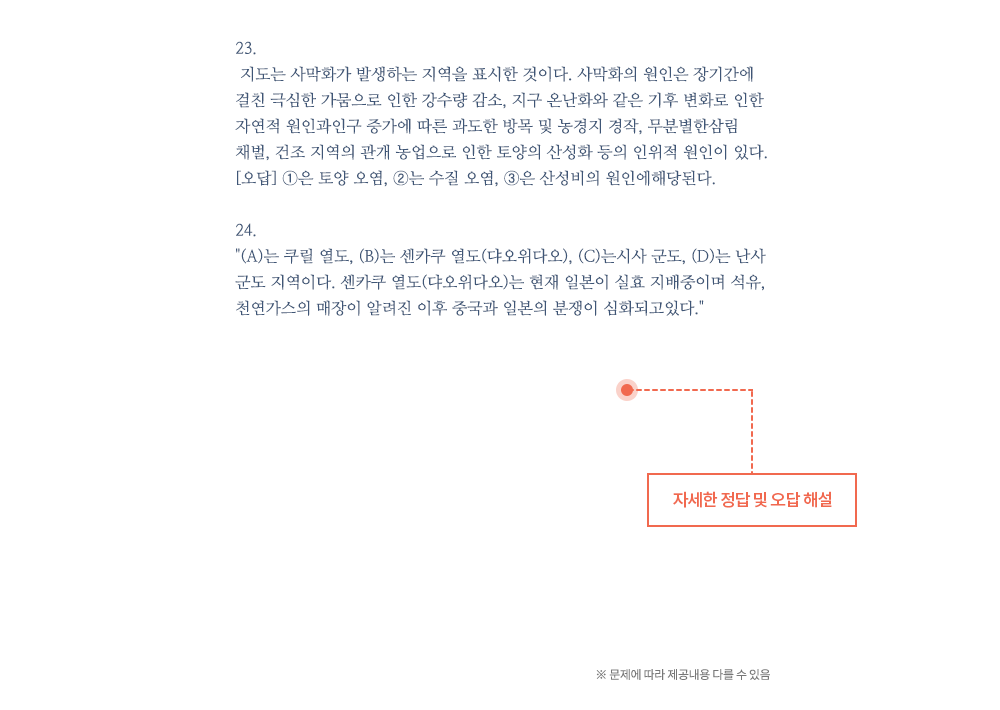 23.
지도는 사막화가 발생하는 지역을 표시한 것이다. 사막화의 원인은 장기간에
걸친 극심한 가뭄으로 인한 강수량 감소, 지구 온난화와 같은 기후 변화로 인한
자연적 원인과인구 증가에 따른 과도한 방목 및 농경지 경작, 무분별한삼림
채벌, 건조 지역의 관개 농업으로 인한 토양의 산성화 등의 인위적 원인이 있다.
[오답] ①은 토양 오염, ②는 수질 오염, ③은 산성비의 원인에해당된다.
24.
"(A)는 쿠릴 열도, (B)는 센카쿠 열도(댜오위다오), (C)는시사 군도, (D)는 난사
군도 지역이다. 센카쿠 열도(댜오위다오)는 현재 일본이 실효 지배중이며 석유,
천연가스의 매장이 알려진 이후 중국과 일본의 분쟁이 심화되고있다."
자세한 정답 및 오답 해설
※ 문제에 따라 제공내용 다를 수 있음